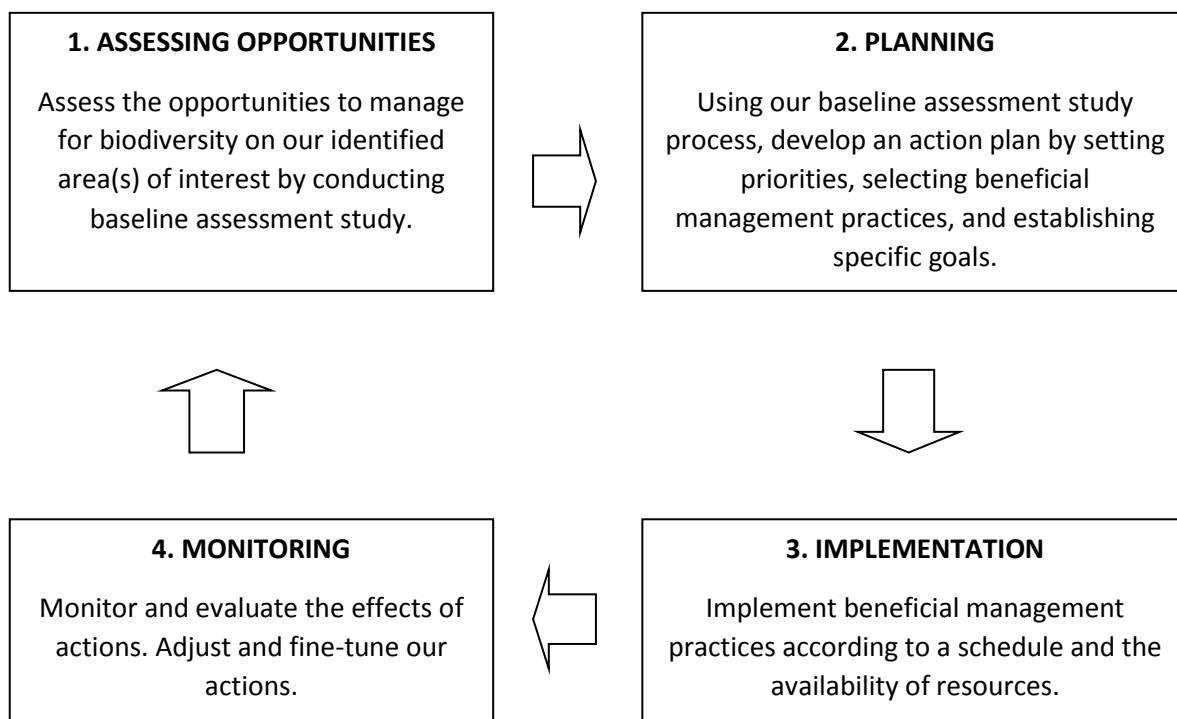 1. ASSESSING OPPORTUNITIES
Assess the opportunities to manage
for biodiversity on our identified
area(s) of interest by conducting
baseline assessment study.
2. PLANNING
Using our baseline assessment study
process, develop an action plan by setting
priorities, selecting beneficial
management practices, and establishing
specific goals.
4. MONITORING
Monitor and evaluate the effects of
actions. Adjust and fine-tune our
actions.
3. IMPLEMENTATION
Implement beneficial management
practices according to a schedule and the
availability of resources.